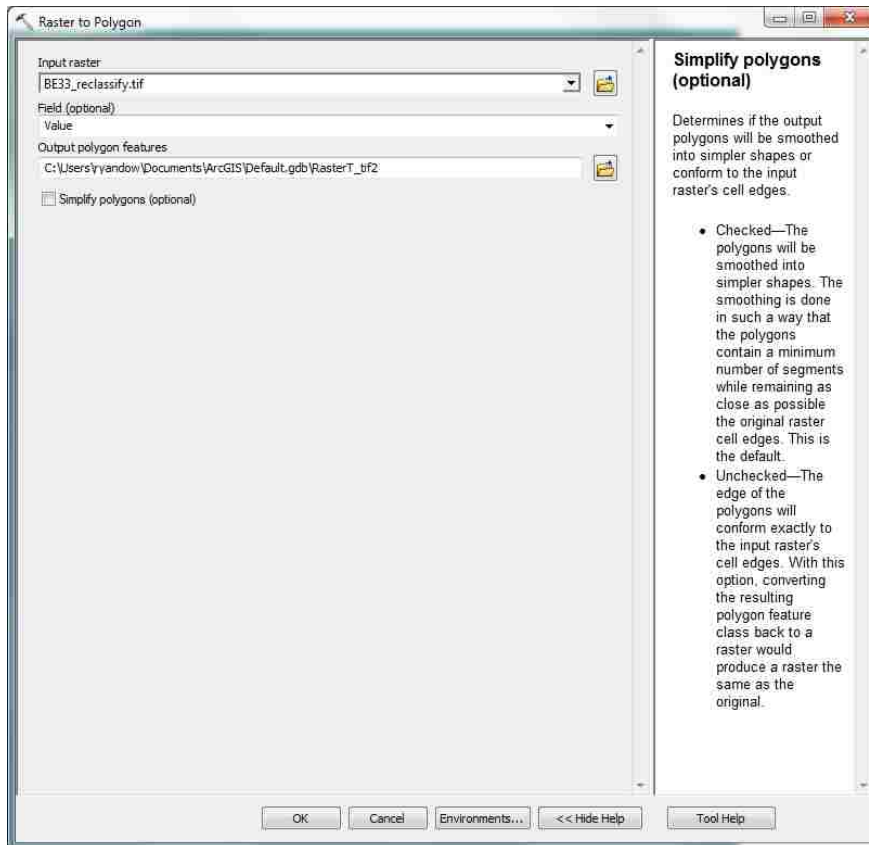 Raster to Polygon
Input raster
BE33_reclassify.tif
Field (optional)
Value
Output polygon features
C:\Users\ryandow\Documents\ArcGIS\Default.gdb\RasterT_tif2
Simplify polygons (optional)
OK
Cancel
Environments...
<< Hide Help
Tool Help
Simplify polygons
(optional)
Determines if the output
polygons will be smoothed
into simpler shapes or
conform to the input
raster's cell edges.
• Checked—The
polygons will be
smoothed into
simpler shapes. The
smoothing is done
in such a way that
the polygons
contain a minimum
number of segments
while remaining as
close as possible
the original raster
cell edges. This is
the default.
• Unchecked—The
edge of the
polygons will
conform exactly to
the input raster's
cell edges. With this
option, converting
the resulting
polygon feature
class back to a
raster would
produce a raster the
same as the
original.